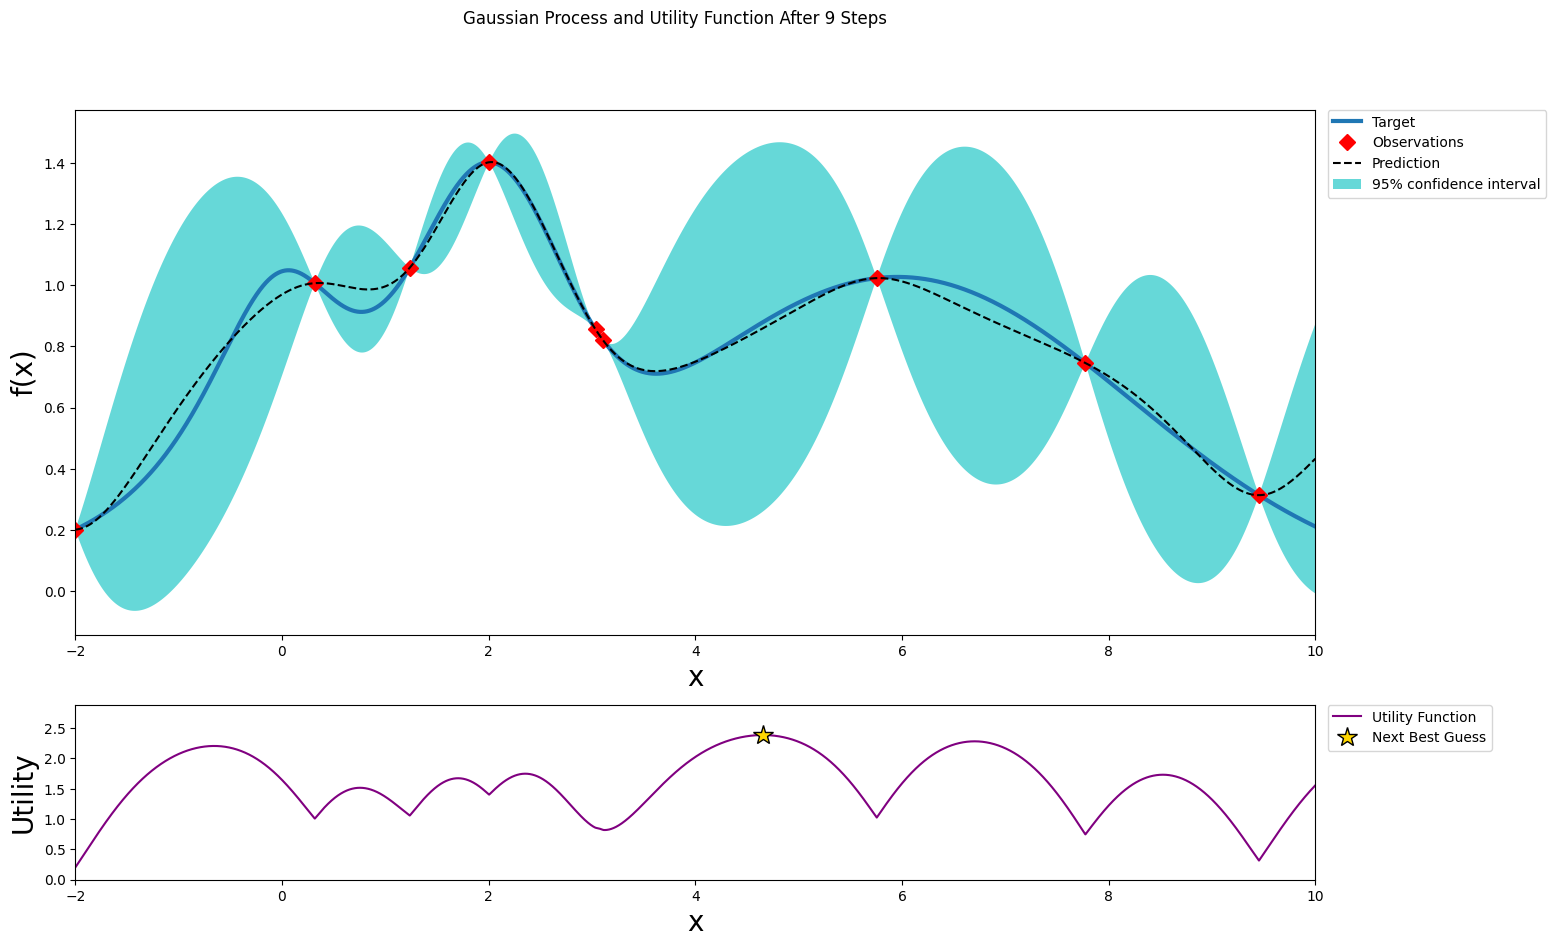 Gaussian Process and Utility Function After 9 Steps
Target
Observations
Prediction
95% confidence interval
f(x)
1.4
1.2
1.0
0.8
0.6
0.4
0.2
0.0
−2 0 2 4 6 8 10
x
Utility Function
Next Best Guess
Utility
2.5
2.0
1.5
1.0
0.5
0.0
−2 0 2 4 6 8 10
x